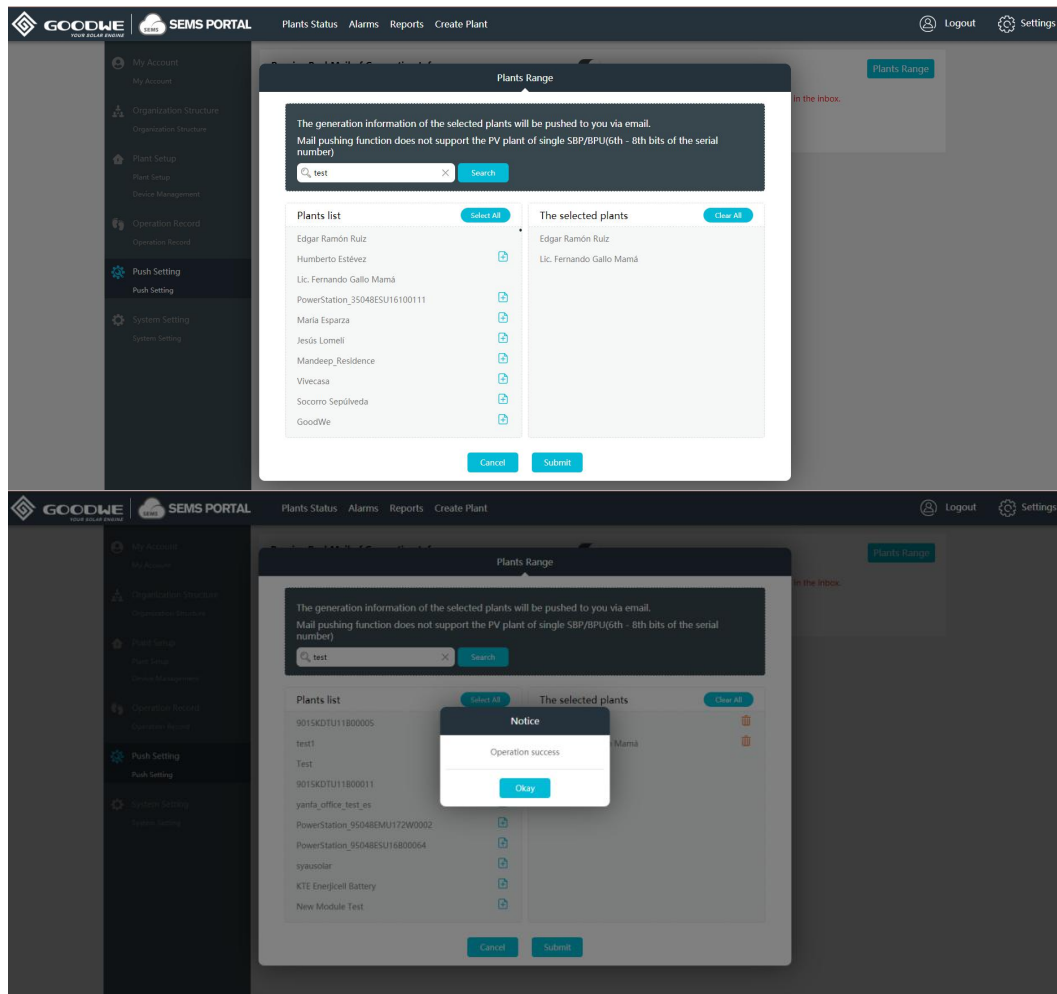 GOODWE
YOUR SOLAR ENGINE
SEMS
SEMS PORTAL
Plants Status Alarms Reports Create Plant
Logout
Settings
My Account
My Account
Organization Structure
Organization Structure
Plant Setup
Plant Setup
Device Management
Operation Record
Operation Record
Push Setting
Push Setting
System Setting
System Setting
Plants Range
in the inbox.
Plants Range
The generation information of the selected plants will be pushed to you via email.
Mail pushing function does not support the PV plant of single SBP/BPU(6th - 8th bits of the serial
number)
test
Search
Plants list
Select All
Edgar Ramón Ruiz
Humberto Estévez
Lic. Fernando Gallo Mamá
PowerStation_35048ESU16100111
María Esparza
Jesús Lomelí
Mandeep_Residence
Vivecasa
Socorro Sepúlveda
GoodWe
The selected plants
Clear All
Edgar Ramón Ruiz
Lic. Fernando Gallo Mamá
Cancel
Submit
GOODWE
YOUR SOLAR ENGINE
SEMS
SEMS PORTAL
Plants Status Alarms Reports Create Plant
Logout
Settings
My Account
My Account
Organization Structure
Organization Structure
Plant Setup
Plant Setup
Device Management
Operation Record
Operation Record
Push Setting
Push Setting
System Setting
System Setting
Plants Range
in the inbox.
Plants Range
The generation information of the selected plants will be pushed to you via email.
Mail pushing function does not support the PV plant of single SBP/BPU(6th - 8th bits of the serial
number)
test
Search
Plants list
Select All
9015KDTU11B00005
test1
Test
9015KDTU11800011
yanfa_office_test_es
PowerStation_95048EMU172W0002
PowerStation_95048ESU16B00064
syausolar
KTE Enerjicell Battery
New Module Test
The selected plants
Clear All
Mamá
Notice
Operation success
Okay
Cancel
Submit